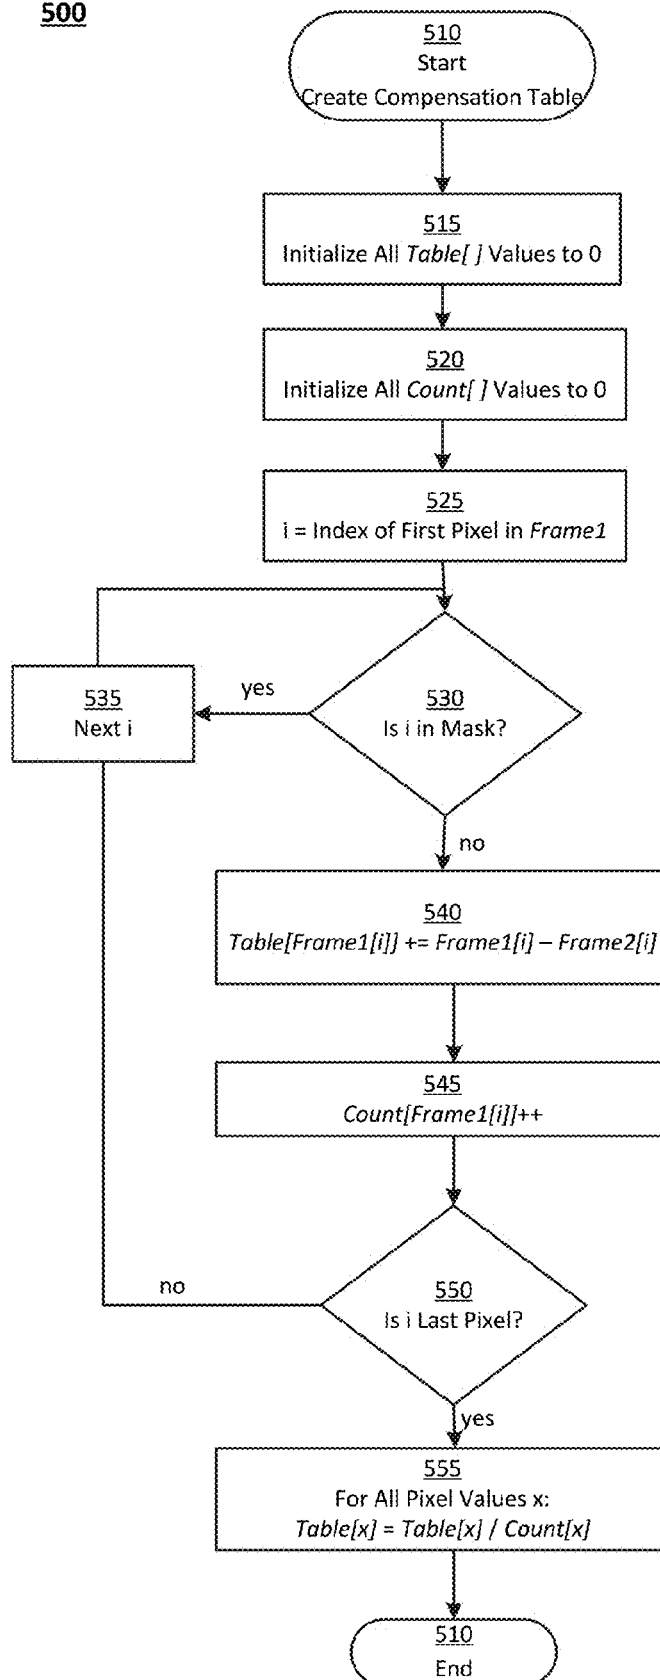 500
510
Start
Create Compensation Table
515
Initialize All Table[ ] Values to 0
520
Initialize All Count[ ] Values to 0
525
i = Index of First Pixel in Frame1
530
Is i in Mask?
yes
535
Next i
no
540
Table[Frame1[i]] += Frame1[i] – Frame2[i]
545
Count[Frame1[i]]++
550
Is i Last Pixel?
no
yes
555
For All Pixel Values x:
Table[x] = Table[x] / Count[x]
510
End